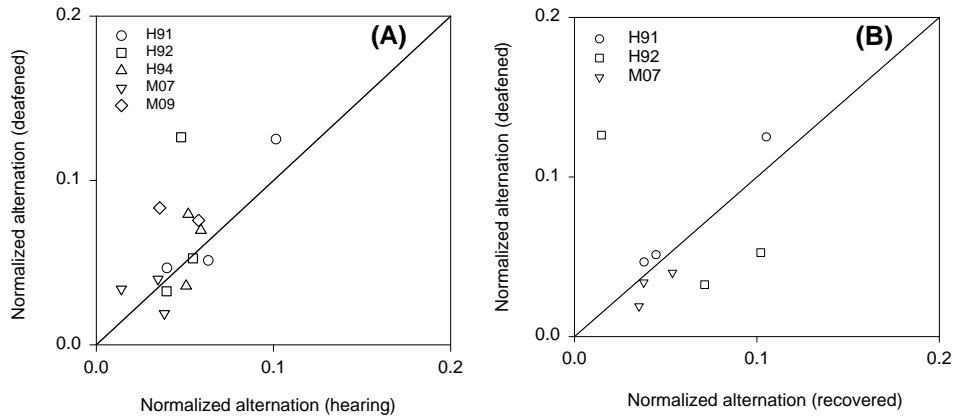 0.2
(A)
H91
H92
H94
M07
M09
Normalized alternation (deafened)
0.1
0.0
0.0 0.1 0.2
Normalized alternation (hearing)
0.2
(B)
H91
H92
M07
Normalized alternation (deafened)
0.1
0.0
0.0 0.1 0.2
Normalized alternation (recovered)